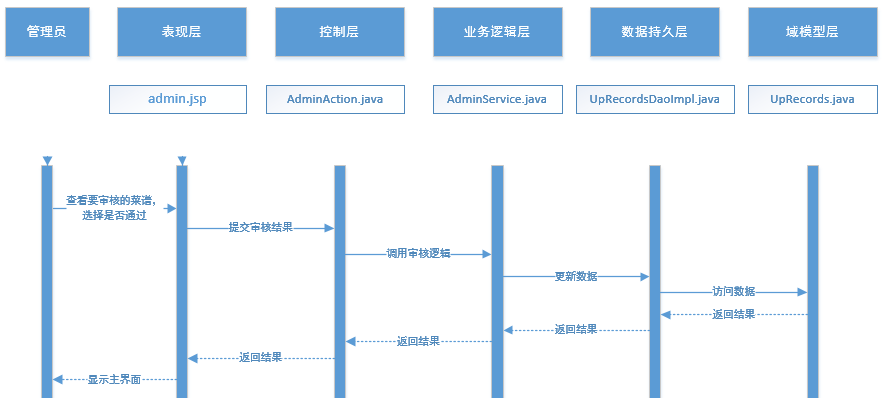 管理员
表现层
控制层
业务逻辑层
数据持久层
域模型层
admin.jsp
AdminAction.java
AdminService.java
UpRecordsDaoImpl.java
UpRecords.java
查看要审核的菜谱，
选择是否通过
提交审核结果
调用审核逻辑
更新数据
访问数据
返回结果
返回结果
返回结果
返回结果
显示主界面